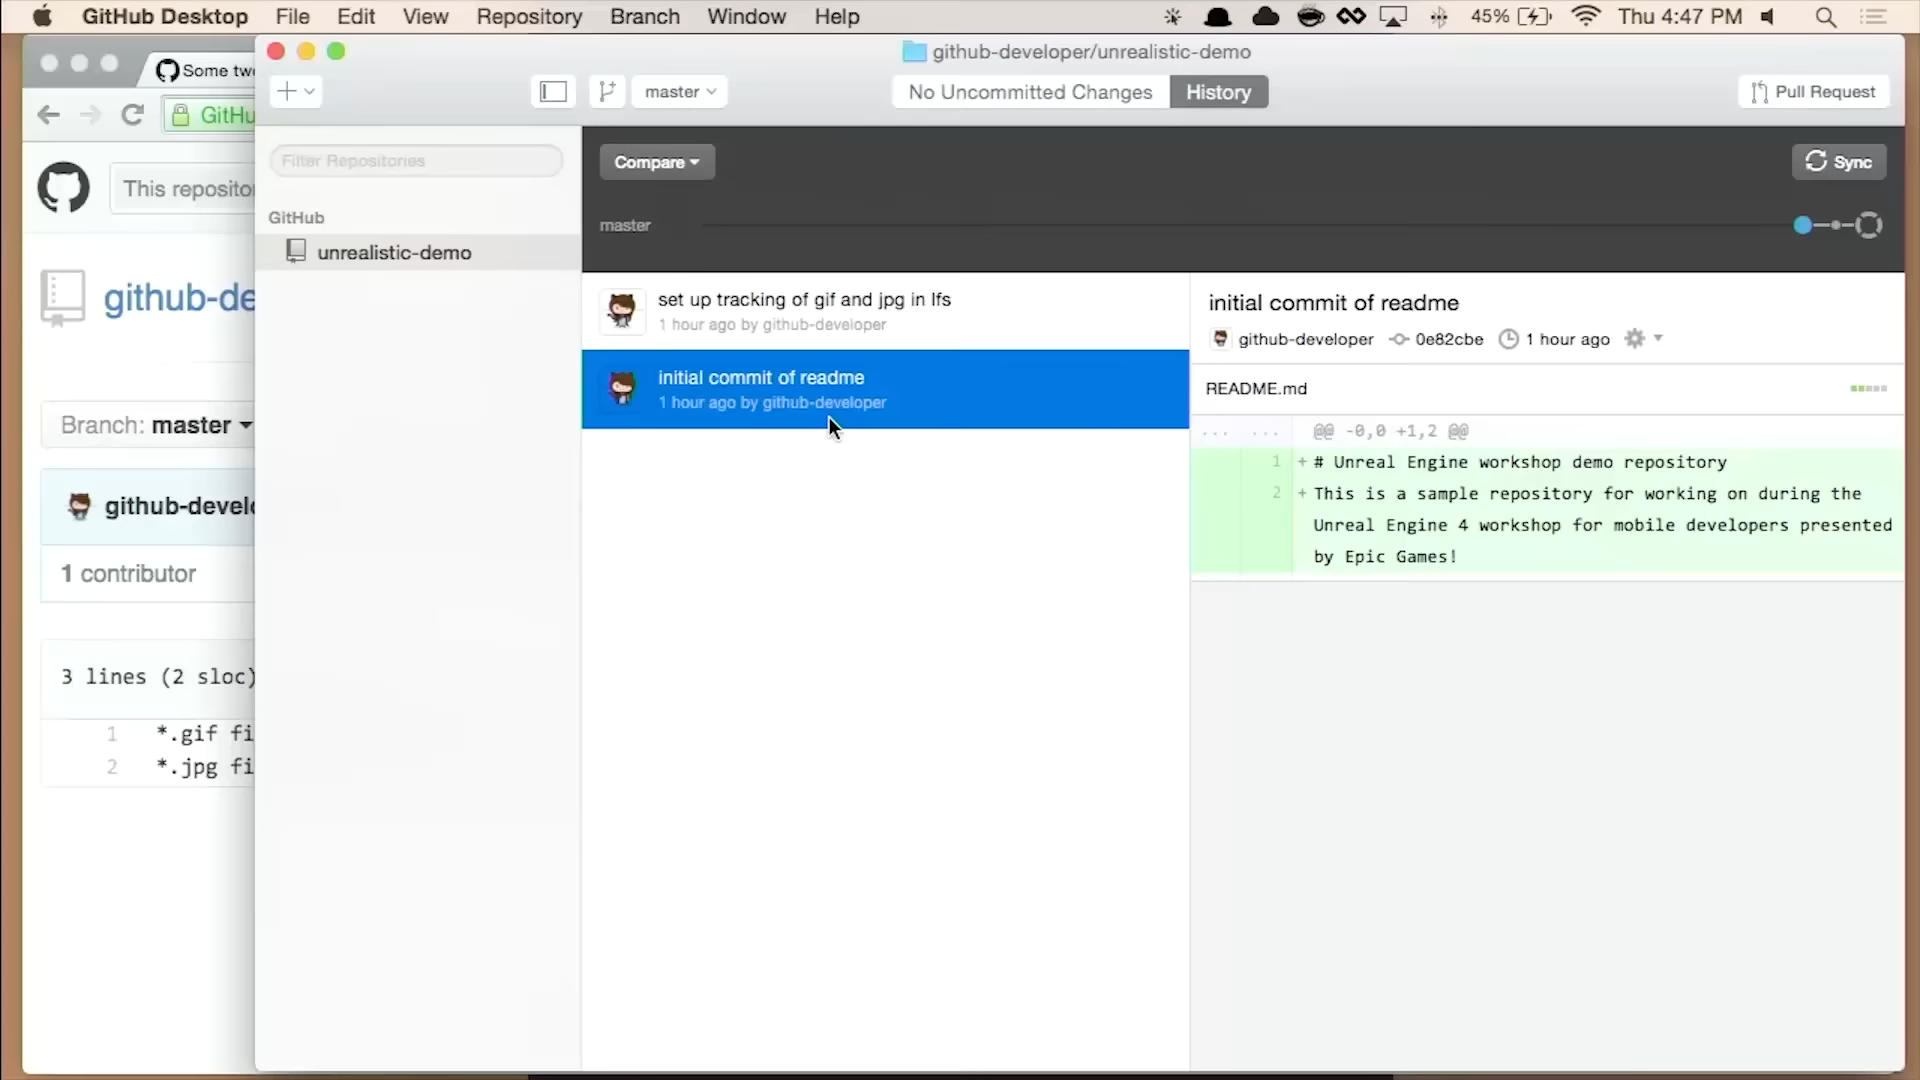 GitHub Desktop File Edit View Repository Branch Window Help 45% Thu 4:47 PM
Some tw
GitHu
This reposito
github-de
Branch: master
github-develo
1 contributor
3 lines (2 sloc)
1 *.gif fi
2 *.jpg fi
github-developer/unrealistic-demo
master
No Uncommitted Changes
History
Pull Request
Filter Repositories
GitHub
unrealistic-demo
Compare
Sync
master
set up tracking of gif and jpg in lfs
1 hour ago by github-developer
initial commit of readme
1 hour ago by github-developer
initial commit of readme
github-developer 0e82cbe 1 hour ago
README.md
... ... @@ -0,0 +1,2 @@
1 + # Unreal Engine workshop demo repository
2 + This is a sample repository for working on during the
Unreal Engine 4 workshop for mobile developers presented
by Epic Games!